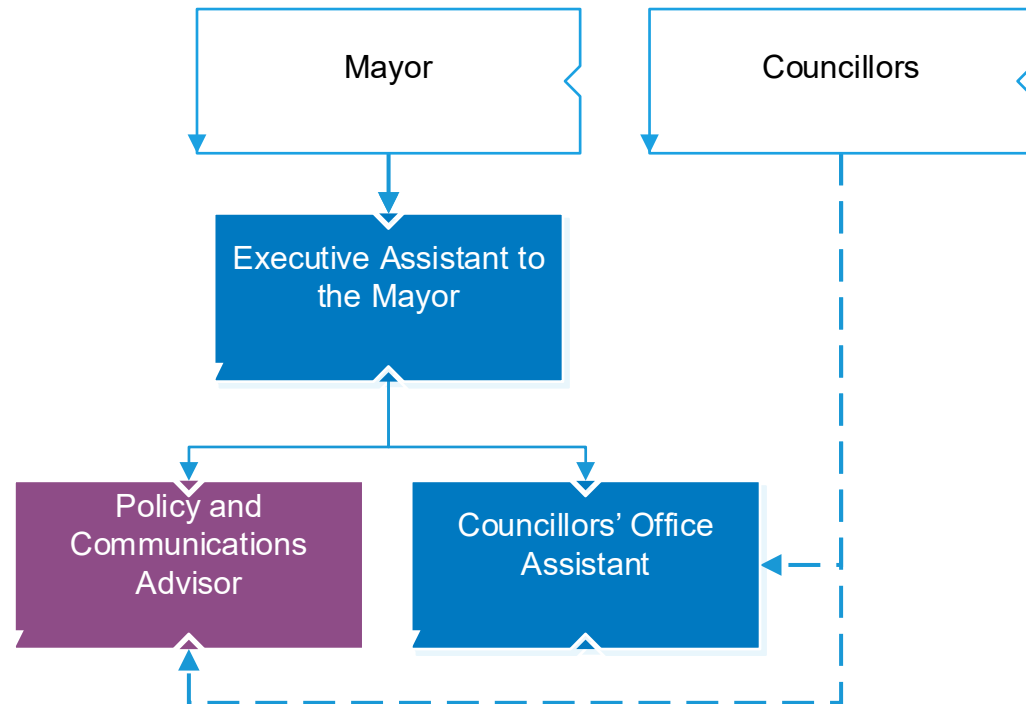 Mayor
Councillors
Executive Assistant to
the Mayor
Policy and
Communications
Advisor
Councillors’ Office
Assistant